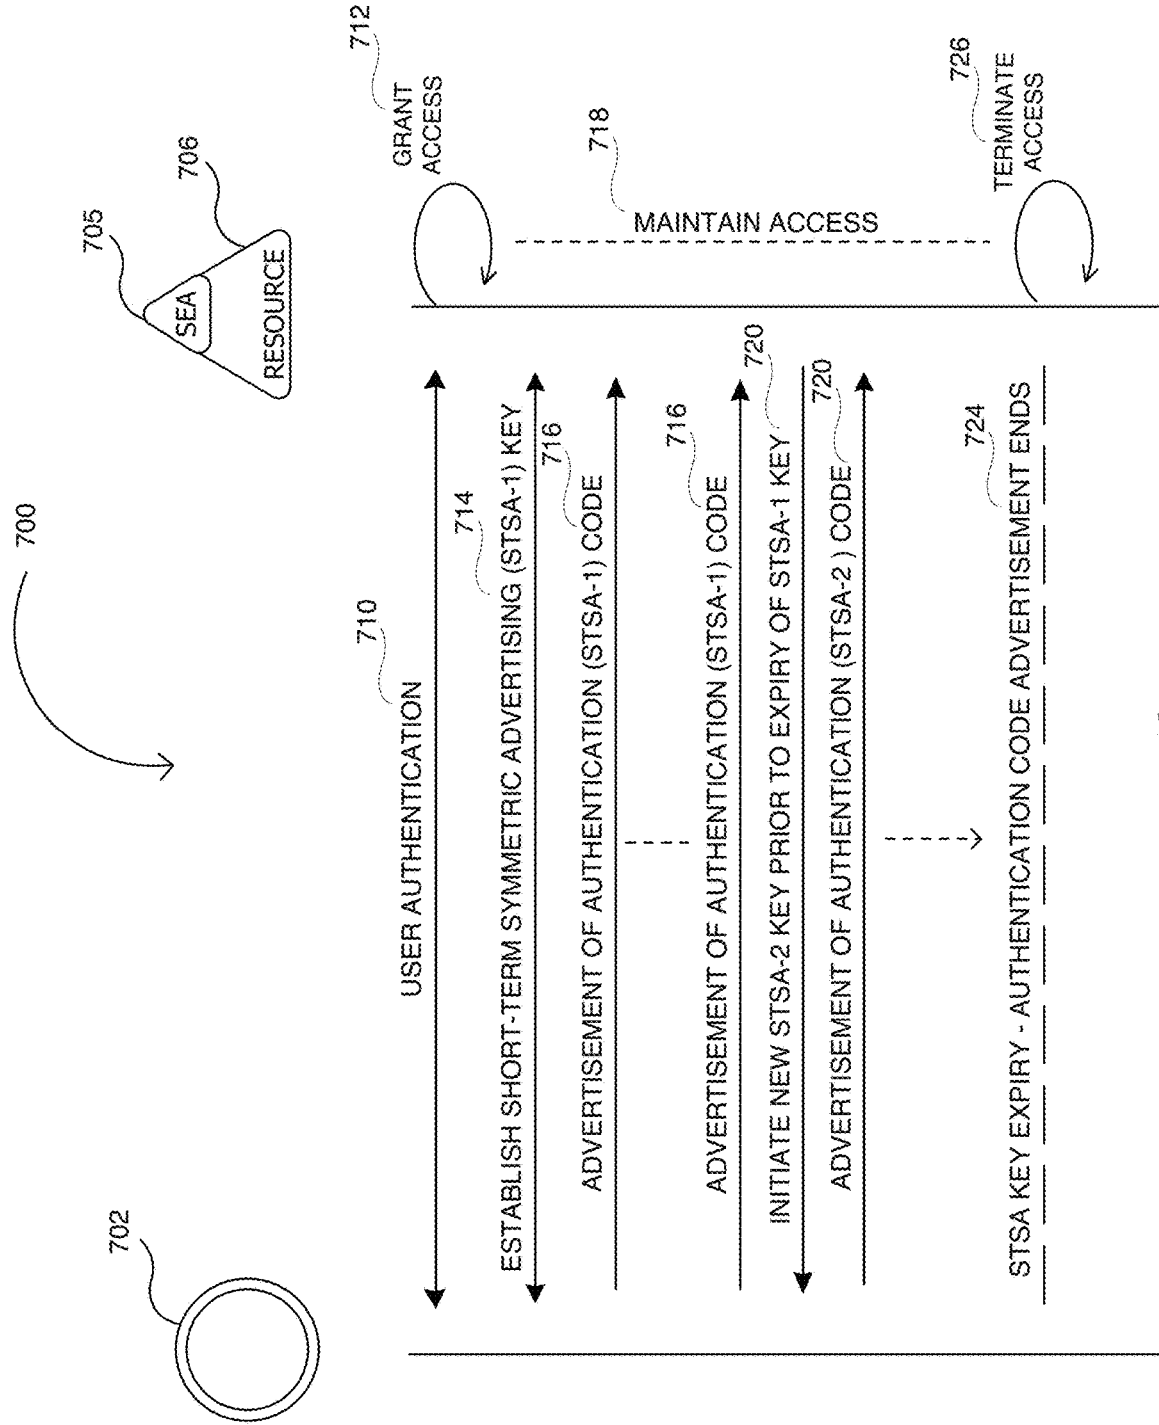 700
702
705
706
SEA
RESOURCE
710
USER AUTHENTICATION
712
GRANT
ACCESS
714
ESTABLISH SHORT-TERM SYMMETRIC ADVERTISING (STSA-1) KEY
716
ADVERTISEMENT OF AUTHENTICATION (STSA-1) CODE
718
MAINTAIN ACCESS
716
ADVERTISEMENT OF AUTHENTICATION (STSA-1) CODE
720
INITIATE NEW STSA-2 KEY PRIOR TO EXPIRY OF STSA-1 KEY
720
ADVERTISEMENT OF AUTHENTICATION (STSA-2 ) CODE
724
STSA KEY EXPIRY - AUTHENTICATION CODE ADVERTISEMENT ENDS
726
TERMINATE
ACCESS